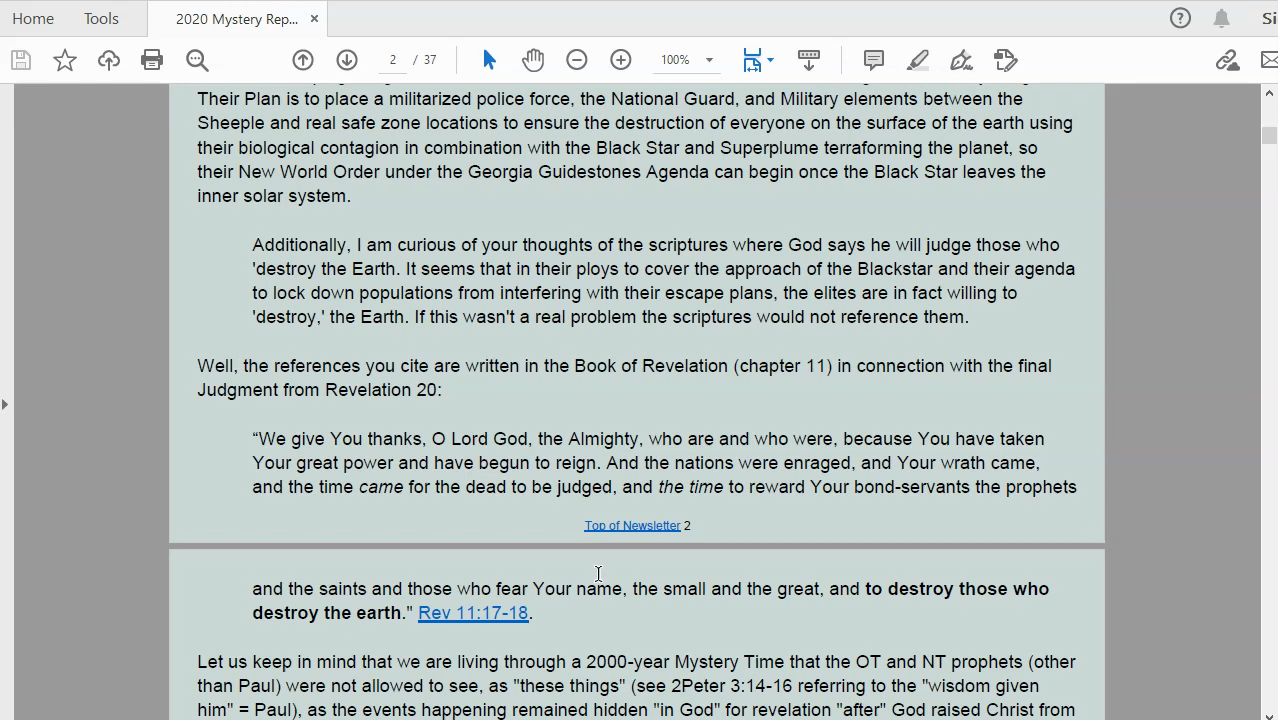 Home Tools 2020 Mystery Rep... × Si
2 / 37 100%
Their Plan is to place a militarized police force, the National Guard, and Military elements between the
Sheeple and real safe zone locations to ensure the destruction of everyone on the surface of the earth using
their biological contagion in combination with the Black Star and Superplume terraforming the planet, so
their New World Order under the Georgia Guidestones Agenda can begin once the Black Star leaves the
inner solar system.
Additionally, I am curious of your thoughts of the scriptures where God says he will judge those who
'destroy the Earth. It seems that in their ploys to cover the approach of the Blackstar and their agenda
to lock down populations from interfering with their escape plans, the elites are in fact willing to
'destroy,' the Earth. If this wasn't a real problem the scriptures would not reference them.
Well, the references you cite are written in the Book of Revelation (chapter 11) in connection with the final
Judgment from Revelation 20:
“We give You thanks, O Lord God, the Almighty, who are and who were, because You have taken
Your great power and have begun to reign. And the nations were enraged, and Your wrath came,
and the time came for the dead to be judged, and the time to reward Your bond-servants the prophets
Top of Newsletter 2
and the saints and those who fear Your name, the small and the great, and to destroy those who
destroy the earth." Rev 11:17-18.
Let us keep in mind that we are living through a 2000-year Mystery Time that the OT and NT prophets (other
than Paul) were not allowed to see, as "these things" (see 2Peter 3:14-16 referring to the "wisdom given
him" = Paul), as the events happening remained hidden "in God" for revelation "after" God raised Christ from